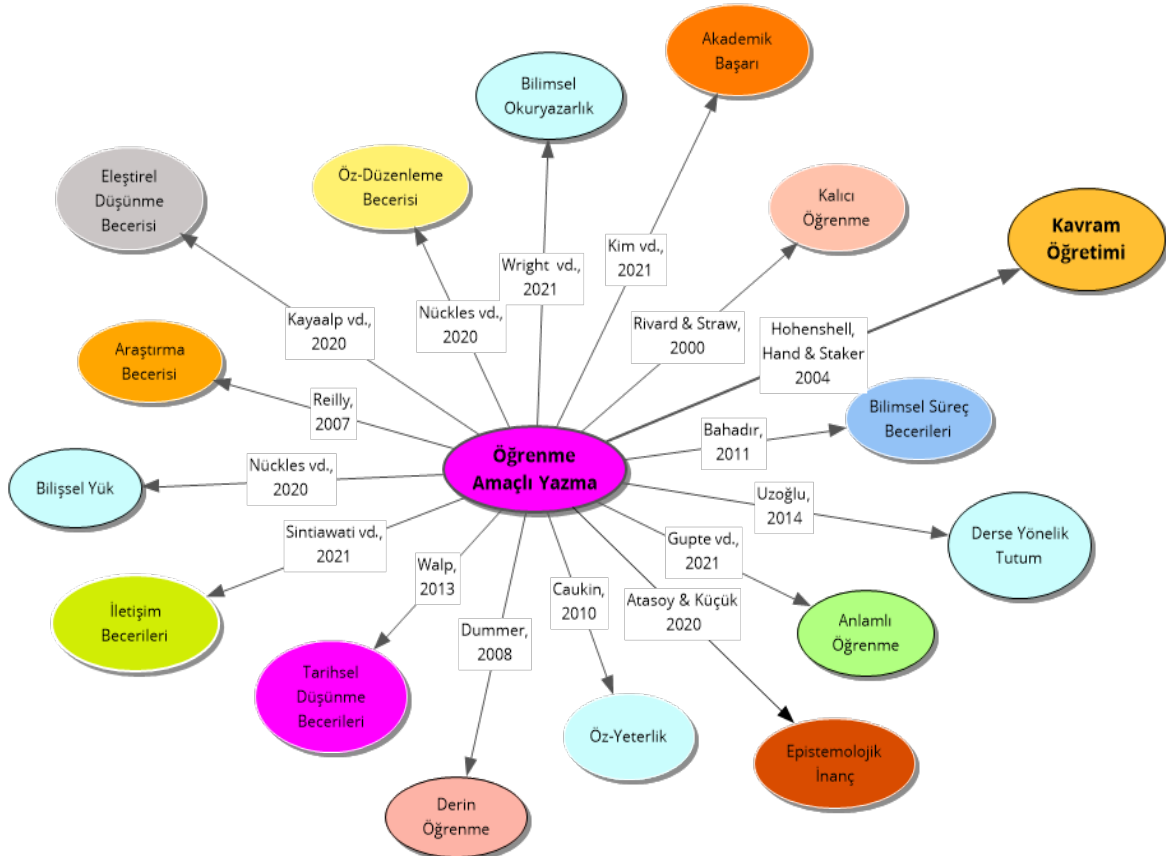 Akademik
Başarı
Bilimsel
Okuryazarlık
Eleştirel
Düşünme
Becerisi
Öz-Düzenleme
Becerisi
Kalıcı
Öğrenme
Kavram
Öğretimi
Wright vd.,
2021
Kim vd.,
2021
Kayaalp vd.,
2020
Nückles vd.,
2020
Rivard & Straw,
2000
Hohenshell,
Hand & Staker
2004
Araştırma
Becerisi
Reilly,
2007
Bilimsel Süreç
Becerileri
Bahadır,
2011
Öğrenme
Amaçlı Yazma
Bilişsel Yük
Nückles vd.,
2020
Uzoğlu,
2014
Derse Yönelik
Tutum
Sintiawati vd.,
2021
Gupte vd.,
2021
İletişim
Becerileri
Walp,
2013
Caukin,
2010
Atasoy & Küçük
2020
Anlamlı
Öğrenme
Dummer,
2008
Tarihsel
Düşünme
Becerileri
Öz-Yeterlik
Epistemolojik
İnanç
Derin
Öğrenme